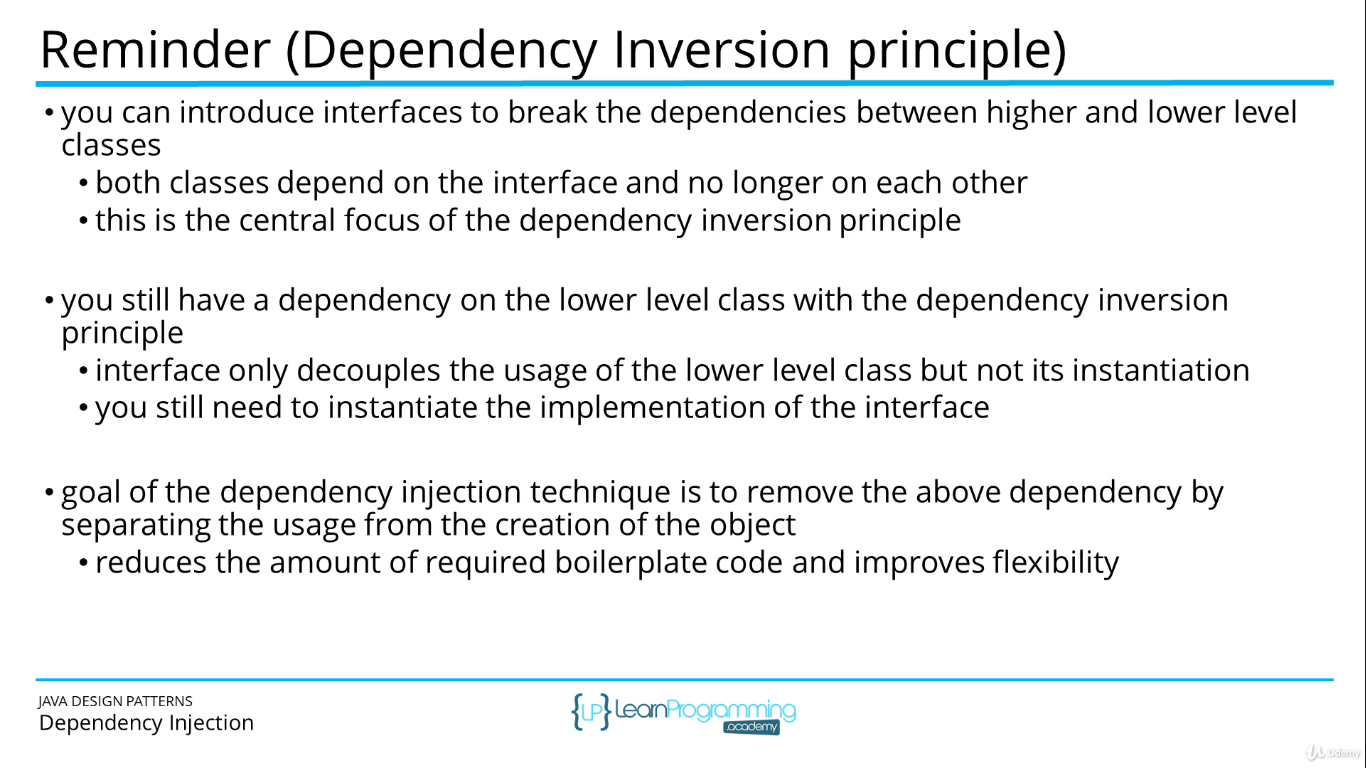 Reminder (Dependency Inversion principle)
• you can introduce interfaces to break the dependencies between higher and lower level
classes
• both classes depend on the interface and no longer on each other
• this is the central focus of the dependency inversion principle
• you still have a dependency on the lower level class with the dependency inversion
principle
• interface only decouples the usage of the lower level class but not its instantiation
• you still need to instantiate the implementation of the interface
• goal of the dependency injection technique is to remove the above dependency by
separating the usage from the creation of the object
• reduces the amount of required boilerplate code and improves flexibility
JAVA DESIGN PATTERNS
Dependency Injection
{LP} LearnProgramming
.academy
Udemy